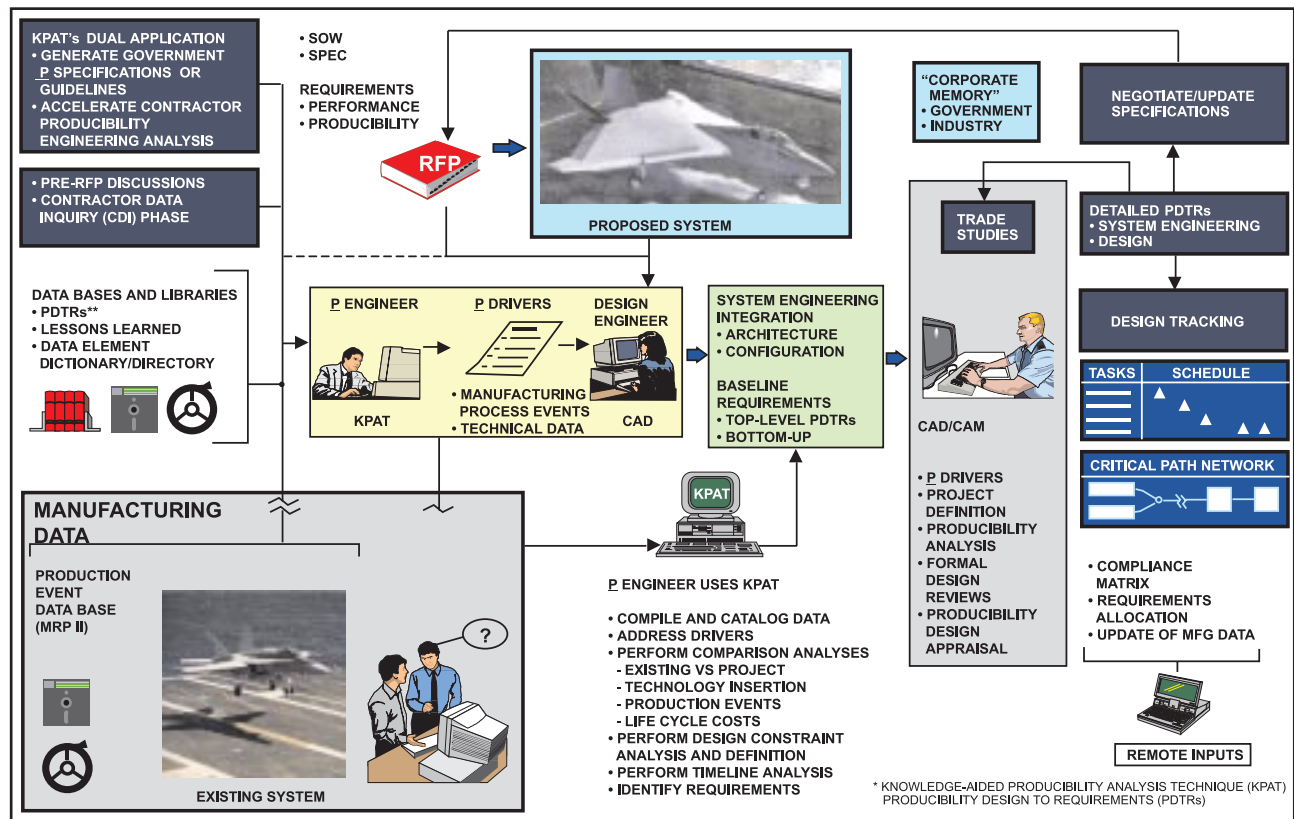 KPAT's DUAL APPLICATION
• GENERATE GOVERNMENT
P SPECIFICATIONS OR
GUIDELINES
• ACCELERATE CONTRACTOR
PRODUCIBILITY
ENGINEERING ANALYSIS
• PRE-RFP DISCUSSIONS
• CONTRACTOR DATA
INQUIRY (CDI) PHASE
• SOW
• SPEC
REQUIREMENTS
• PERFORMANCE
• PRODUCIBILITY
RFP
PROPOSED SYSTEM
"CORPORATE
MEMORY"
• GOVERNMENT
• INDUSTRY
NEGOTIATE/UPDATE
SPECIFICATIONS
TRADE
STUDIES
DETAILED PDTRs
• SYSTEM ENGINEERING
• DESIGN
DESIGN TRACKING
DATA BASES AND LIBRARIES
• PDTRs**
• LESSONS LEARNED
• DATA ELEMENT
DICTIONARY/DIRECTORY
P ENGINEER
KPAT
P DRIVERS
• MANUFACTURING
PROCESS EVENTS
• TECHNICAL DATA
DESIGN
ENGINEER
CAD
SYSTEM ENGINEERING
INTEGRATION
• ARCHITECTURE
• CONFIGURATION
BASELINE
REQUIREMENTS
• TOP-LEVEL PDTRs
• BOTTOM-UP
CAD/CAM
• P DRIVERS
• PROJECT
DEFINITION
• PRODUCIBILITY
ANALYSIS
• FORMAL
DESIGN
REVIEWS
• PRODUCIBILITY
DESIGN
APPRAISAL
TASKS
SCHEDULE
CRITICAL PATH NETWORK
• COMPLIANCE
MATRIX
• REQUIREMENTS
ALLOCATION
• UPDATE OF MFG DATA
REMOTE INPUTS
MANUFACTURING
DATA
PRODUCTION
EVENT
DATA BASE
(MRP II)
EXISTING SYSTEM
?
KPAT
P ENGINEER USES KPAT
• COMPILE AND CATALOG DATA
• ADDRESS DRIVERS
• PERFORM COMPARISON ANALYSES
- EXISTING VS PROJECT
- TECHNOLOGY INSERTION
- PRODUCTION EVENTS
- LIFE CYCLE COSTS
• PERFORM DESIGN CONSTRAINT
ANALYSIS AND DEFINITION
• PERFORM TIMELINE ANALYSIS
• IDENTIFY REQUIREMENTS
* KNOWLEDGE-AIDED PRODUCIBILITY ANALYSIS TECHNIQUE (KPAT)
PRODUCIBILITY DESIGN TO REQUIREMENTS (PDTRs)